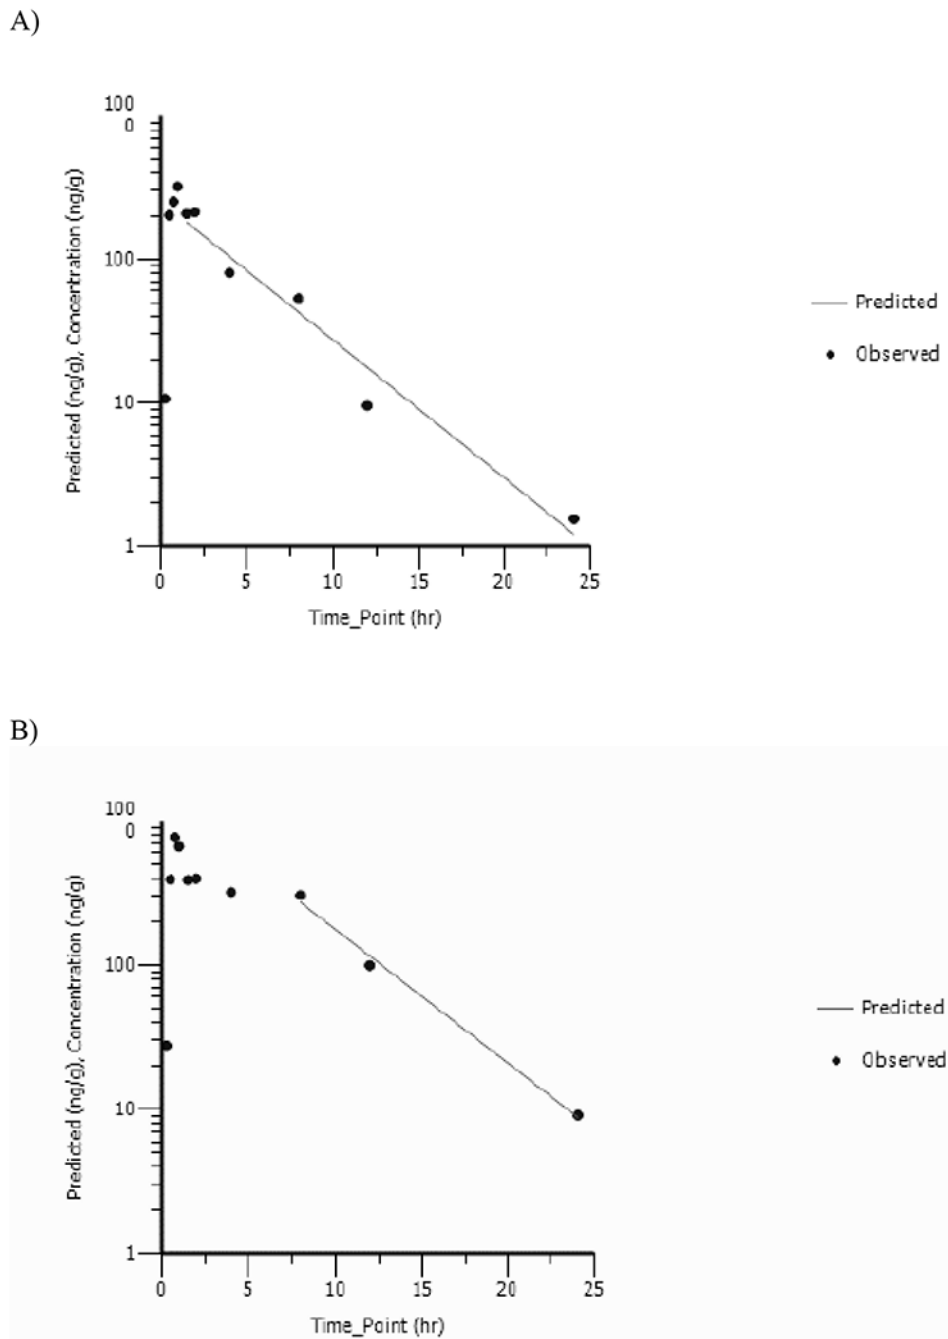 A)
100
0
100
10
1
0 5 10 15 20 25
Time_Point (hr)
Predicted (ng/g), Concentration (ng/g)
Predicted
Observed
B)
100
0
100
10
1
0 5 10 15 20 25
Time_Point (hr)
Predicted (ng/g), Concentration (ng/g)
Predicted
Observed